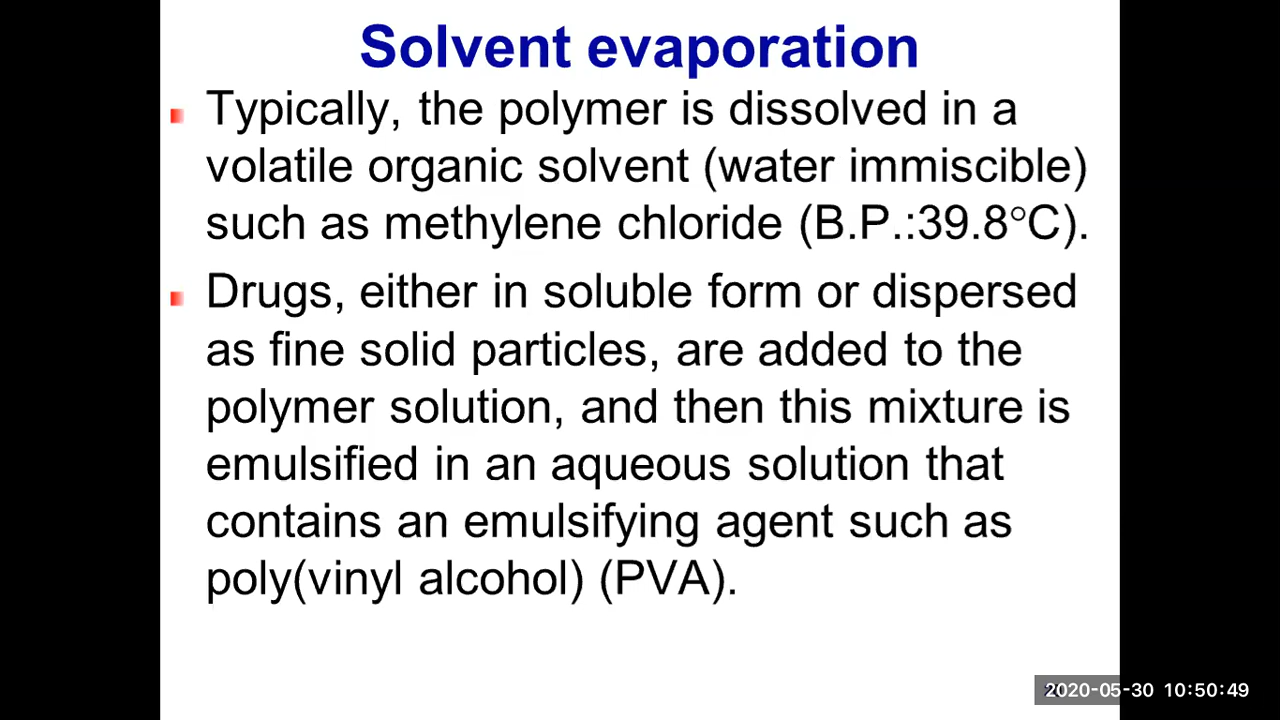 Solvent evaporation
Typically, the polymer is dissolved in a
volatile organic solvent (water immiscible)
such as methylene chloride (B.P.:39.8°C).
Drugs, either in soluble form or dispersed
as fine solid particles, are added to the
polymer solution, and then this mixture is
emulsified in an aqueous solution that
contains an emulsifying agent such as
poly(vinyl alcohol) (PVA).
2020-05-30 10:50:49